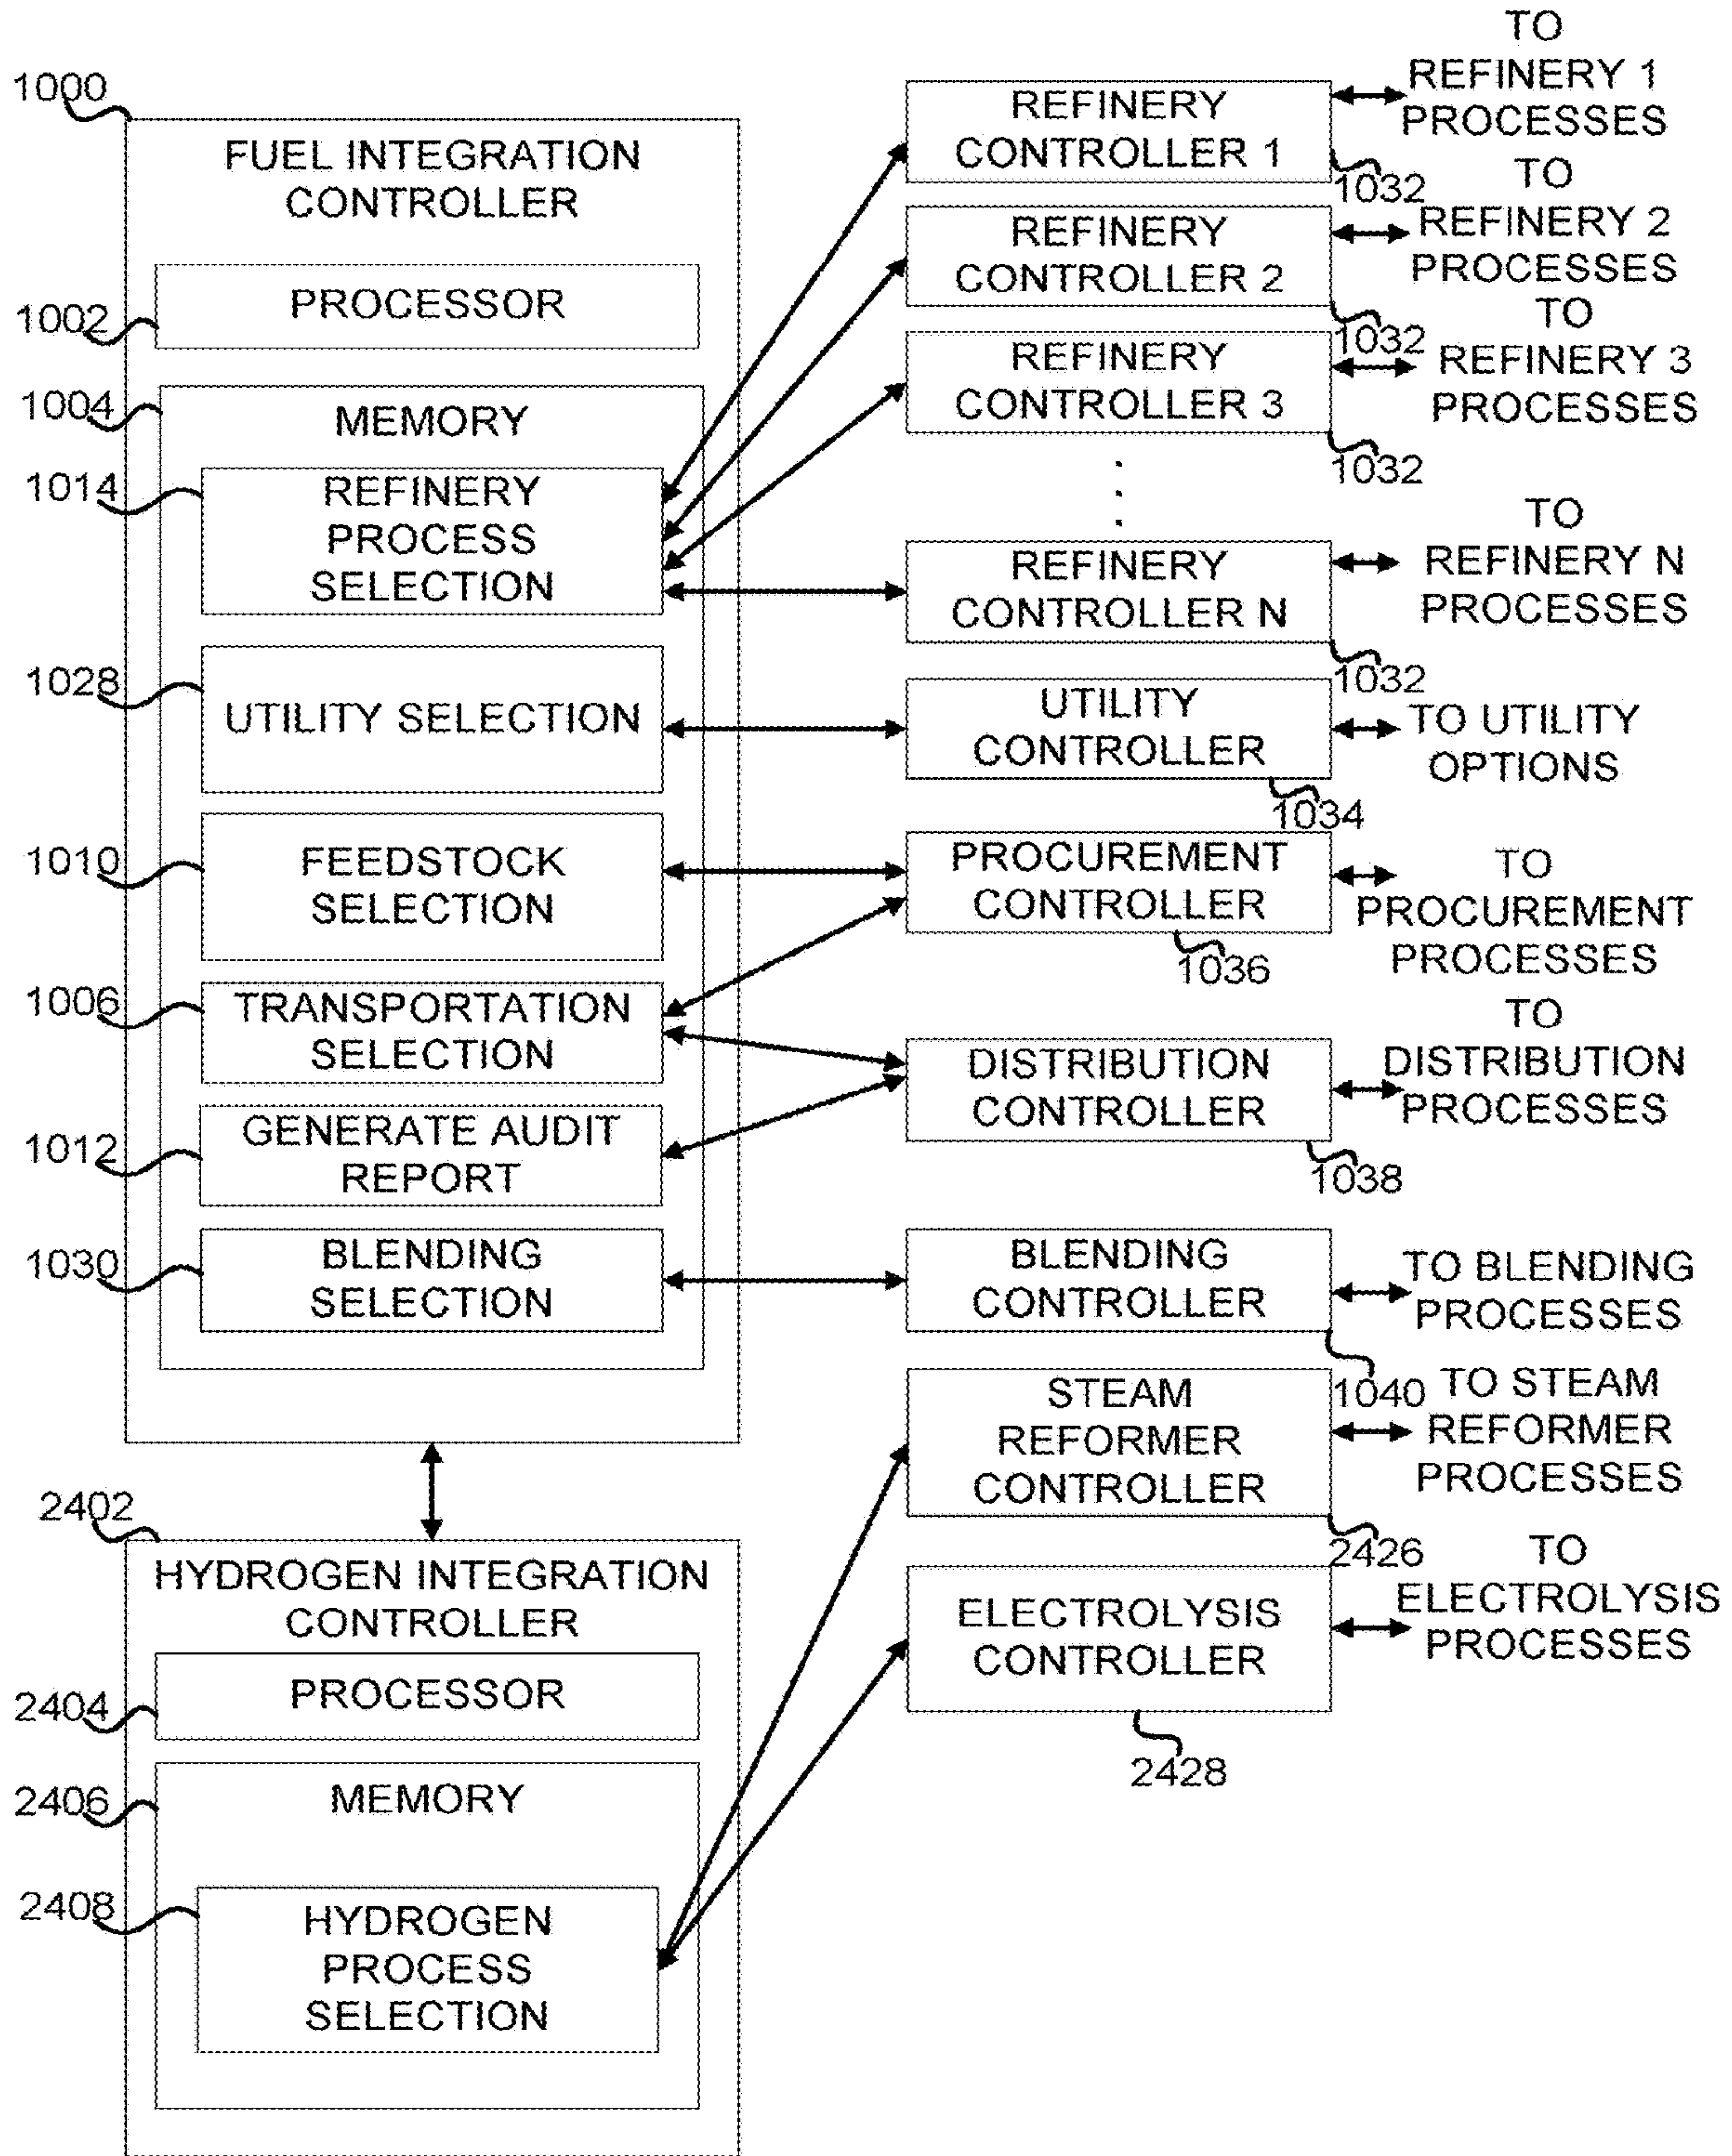 1000
FUEL INTEGRATION
CONTROLLER
1002
PROCESSOR
1004
MEMORY
1014
REFINERY
PROCESS
SELECTION
1028
UTILITY SELECTION
1010
FEEDSTOCK
SELECTION
1006
TRANSPORTATION
SELECTION
1012
GENERATE AUDIT
REPORT
1030
BLENDING
SELECTION
2402
HYDROGEN INTEGRATION
CONTROLLER
2404
PROCESSOR
2406
MEMORY
2408
HYDROGEN
PROCESS
SELECTION
REFINERY
CONTROLLER 1
1032
TO
REFINERY 1
PROCESSES
REFINERY
CONTROLLER 2
1032
TO
REFINERY 2
PROCESSES
REFINERY
CONTROLLER 3
1032
TO
REFINERY 3
PROCESSES
REFINERY
CONTROLLER N
1032
TO
REFINERY N
PROCESSES
UTILITY
CONTROLLER
1034
TO UTILITY
OPTIONS
PROCUREMENT
CONTROLLER
1036
TO
PROCUREMENT
PROCESSES
DISTRIBUTION
CONTROLLER
1038
TO
DISTRIBUTION
PROCESSES
BLENDING
CONTROLLER
1040
TO BLENDING
PROCESSES
STEAM
REFORMER
CONTROLLER
2426
TO STEAM
REFORMER
PROCESSES
ELECTROLYSIS
CONTROLLER
2428
TO
ELECTROLYSIS
PROCESSES